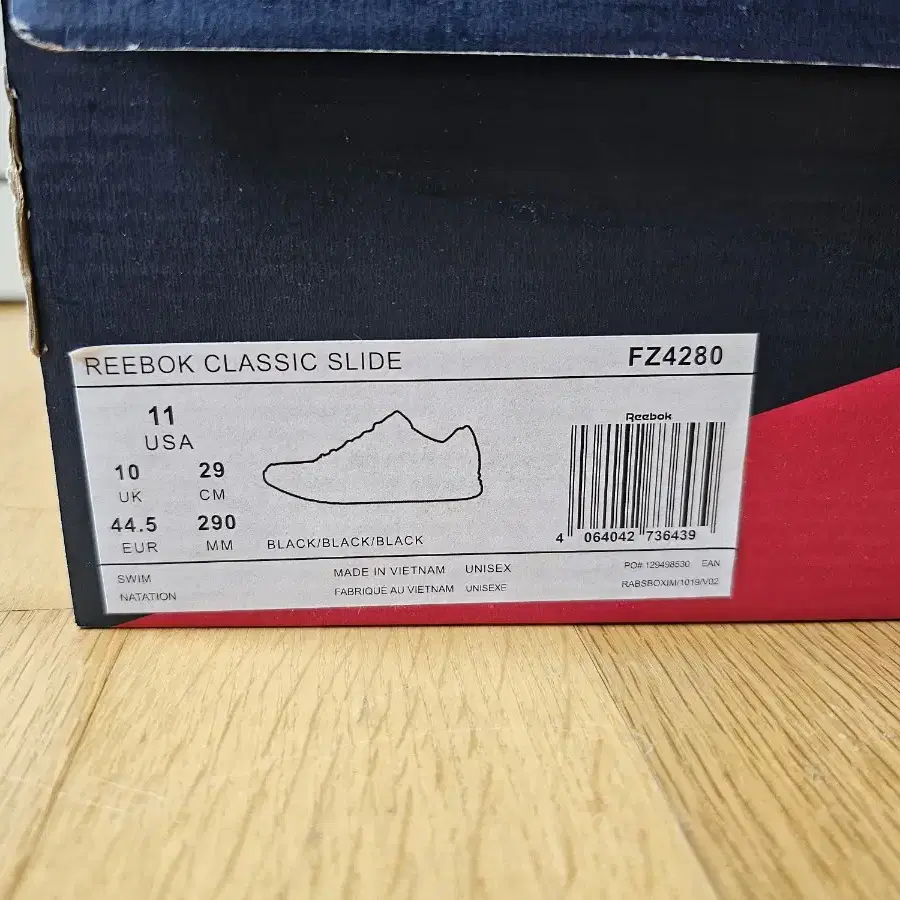 REEBOK CLASSIC SLIDE FZ4280
11
USA
10 29
UK CM
44.5 290
EUR MM
BLACK/BLACK/BLACK
Reebok
4 064042 736439
SWIM
NATATION
MADE IN VIETNAM UNISEX
FABRIQUÉ AU VIETNAM UNISEXE
PO# 129498530 EAN
RABSBOXIM/1019/V02